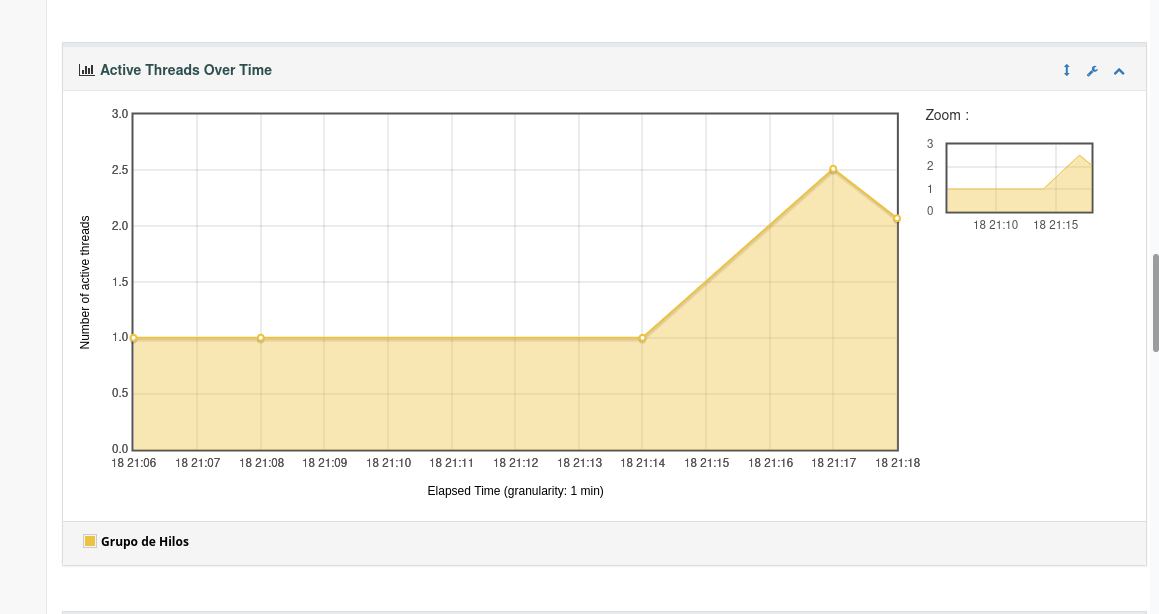 Active Threads Over Time
Zoom :
3.0
2.5
2.0
1.5
1.0
0.5
0.0
Number of active threads
18 21:06 18 21:07 18 21:08 18 21:09 18 21:10 18 21:11 18 21:12 18 21:13 18 21:14 18 21:15 18 21:16 18 21:17 18 21:18
Elapsed Time (granularity: 1 min)
3
2
1
0
18 21:10 18 21:15
Grupo de Hilos